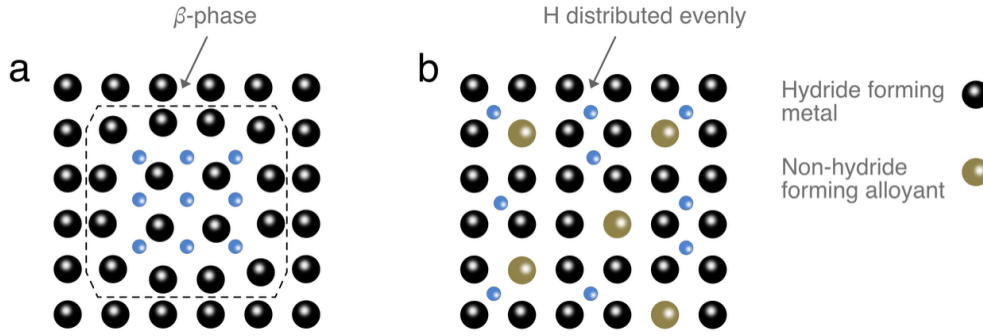 β-phase
H distributed evenly
a
b
Hydride forming
metal
Non-hydride
forming alloyant